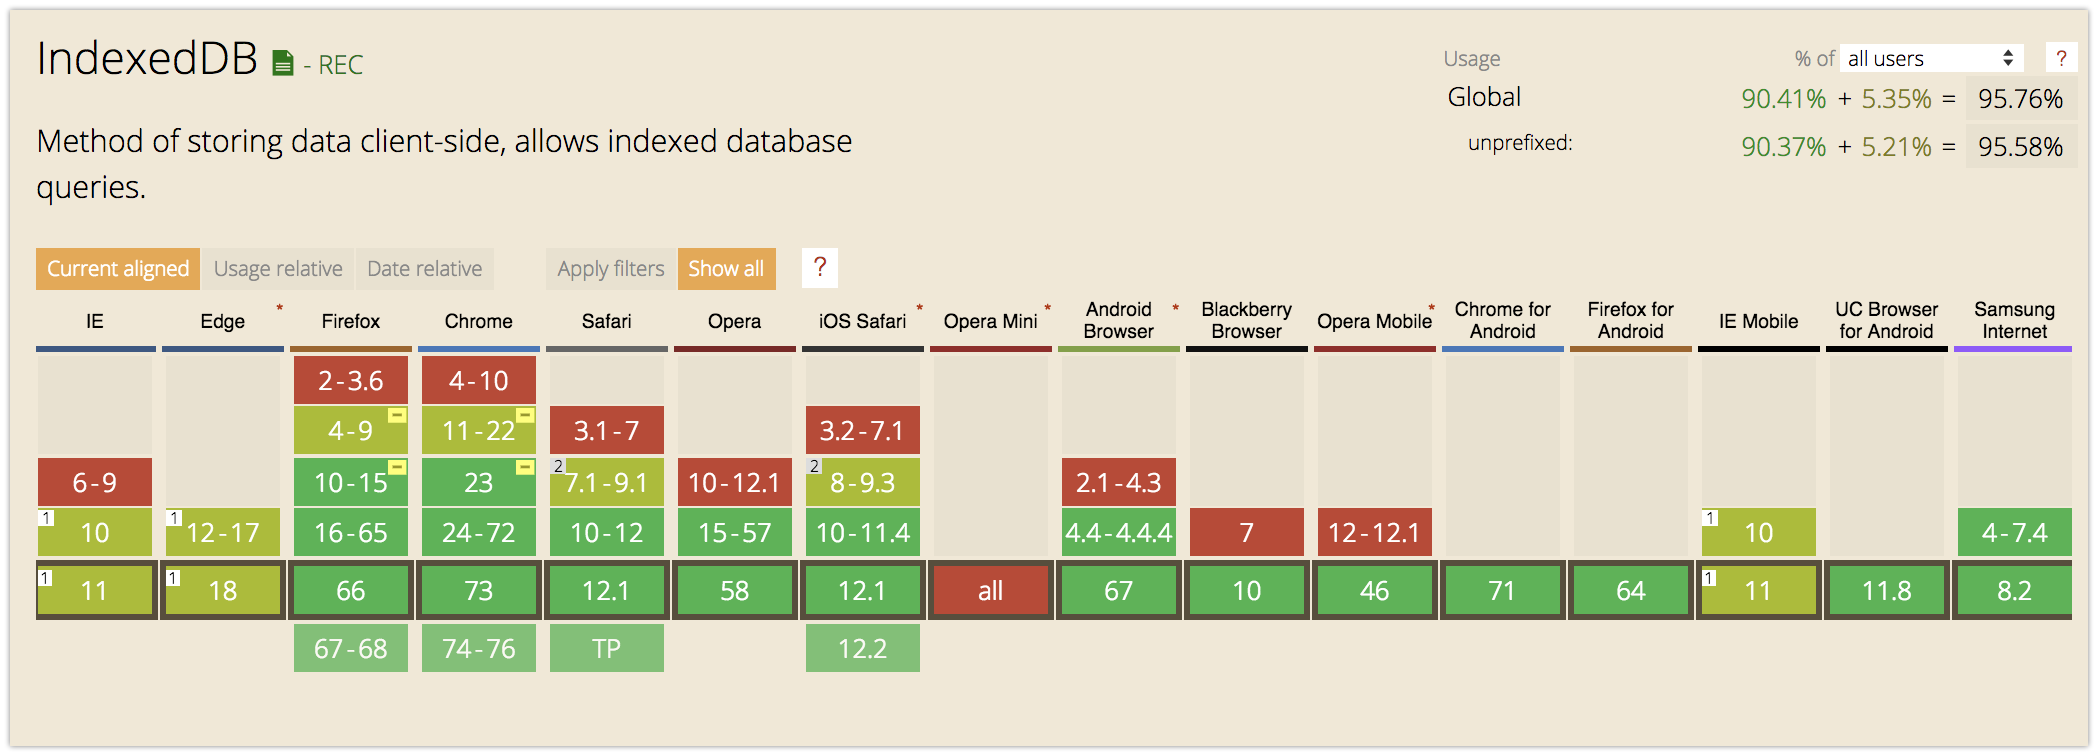 IndexedDB - REC
Usage % of all users ?
Global 90.41% + 5.35% = 95.76%
unprefixed: 90.37% + 5.21% = 95.58%
Method of storing data client-side, allows indexed database
queries.
Current aligned Usage relative Date relative Apply filters Show all ?
IE Edge * Firefox Chrome Safari Opera iOS Safari * Opera Mini * Android Browser * Blackberry Browser Opera Mobile * Chrome for Android Firefox for Android IE Mobile UC Browser for Android Samsung Internet
2-3.6 4-10
4-9 11-22 3.1-7 3.2-7.1
6-9 10-15 23 2 7.1-9.1 10-12.1 2 8-9.3 2.1-4.3
1 10 1 12-17 16-65 24-72 10-12 15-57 10-11.4 4.4-4.4.4 7 12-12.1 1 10 4-7.4
1 11 1 18 66 73 12.1 58 12.1 all 67 10 46 71 64 1 11 11.8 8.2
67-68 74-76 TP 12.2